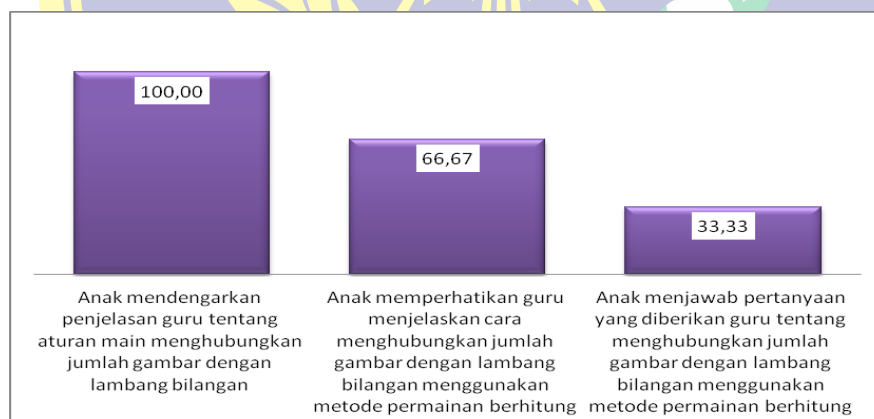 100,00
66,67
33,33
Anak mendengarkan
penjelasan guru tentang
aturan main menghubungkan
jumlah gambar dengan
lambang bilangan
Anak memperhatikan guru
menjelaskan cara
menghubungkan jumlah
gambar dengan lambang
bilangan menggunakan
metode permainan berhitung
Anak menjawab pertanyaan
yang diberikan guru tentang
menghubungkan jumlah
gambar dengan lambang
bilangan menggunakan
metode permainan berhitung